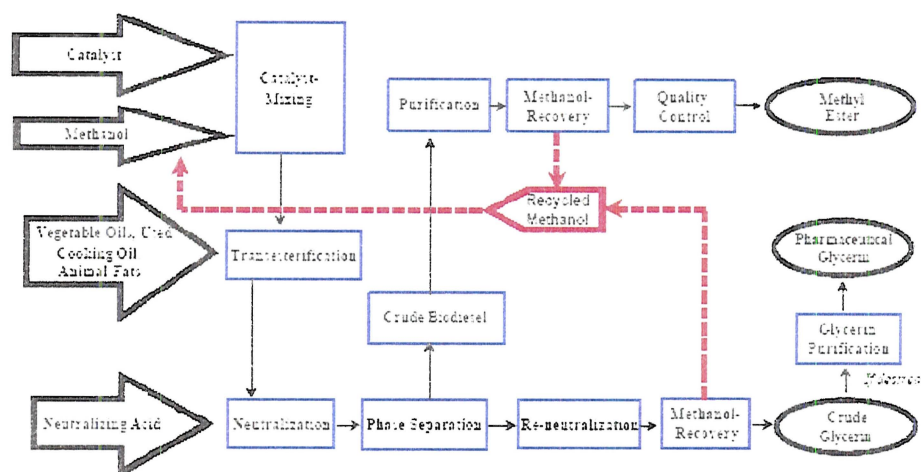 Catalyst
Catalyst-
Mixing
Methanol
Purification
Methanol-
Recovery
Quality
Control
Methyl
Ester
Recycled
Methanol
Vegetable Oils, Used
Cooking Oil
Animal Fats
Transesterification
Pharmaceutical
Glycerin
Crude Biodiesel
Glycerin
Purification
If desired
Neutralizing Acid
Neutralization
Phase Separation
Re-neutralization
Methanol-
Recovery
Crude
Glycerin